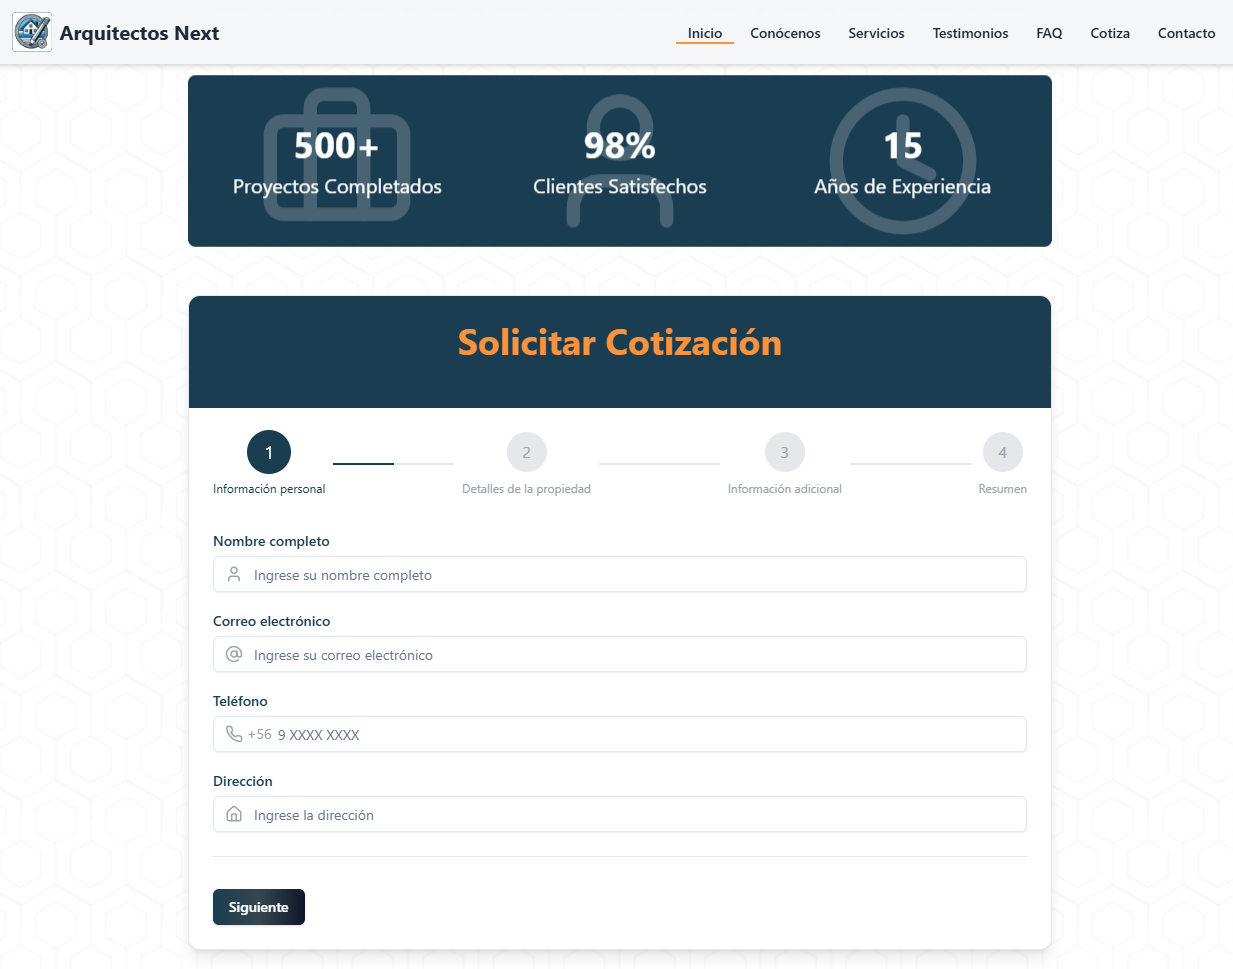 Arquitectos Next
Inicio Conócenos Servicios Testimonios FAQ Cotiza Contacto
500+ 98% 15
Proyectos Completados Clientes Satisfechos Años de Experiencia
Solicitar Cotización
1 2 3 4
Información personal Detalles de la propiedad Información adicional Resumen
Nombre completo
Ingrese su nombre completo
Correo electrónico
Ingrese su correo electrónico
Teléfono
+56 9 XXXX XXXX
Dirección
Ingrese la dirección
Siguiente